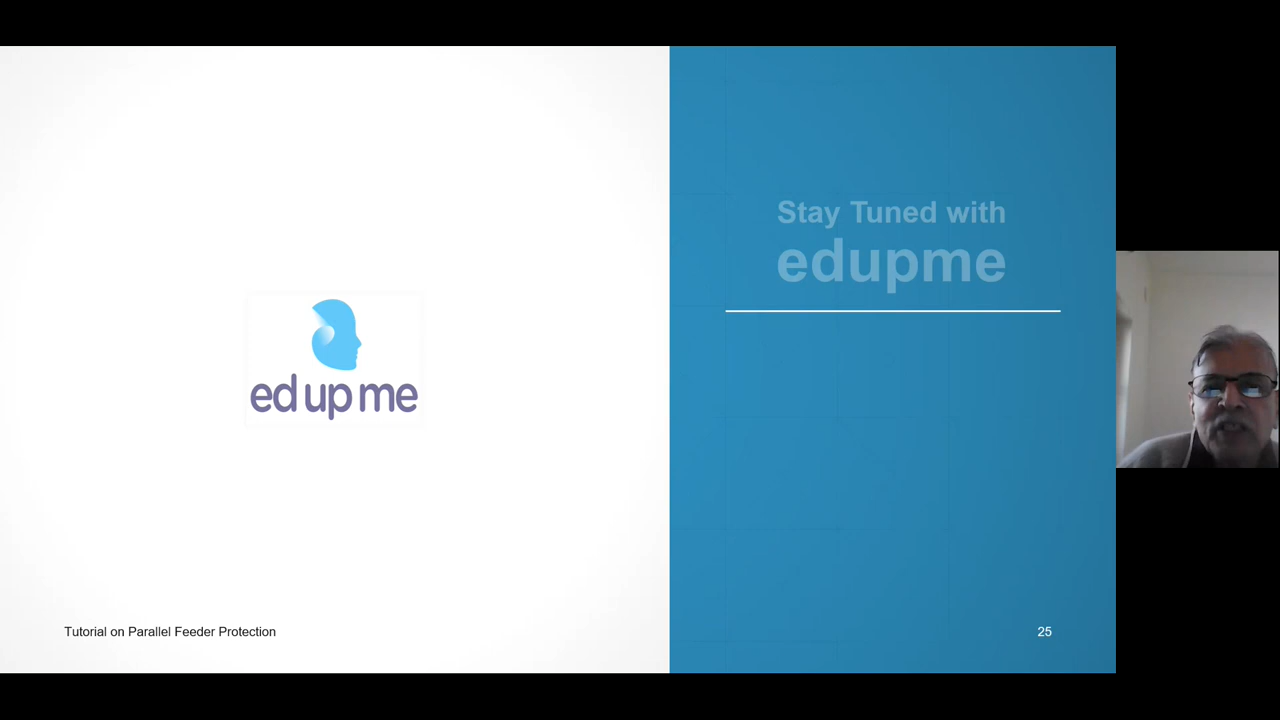 ed up me
Stay Tuned with
edupme
Tutorial on Parallel Feeder Protection
25